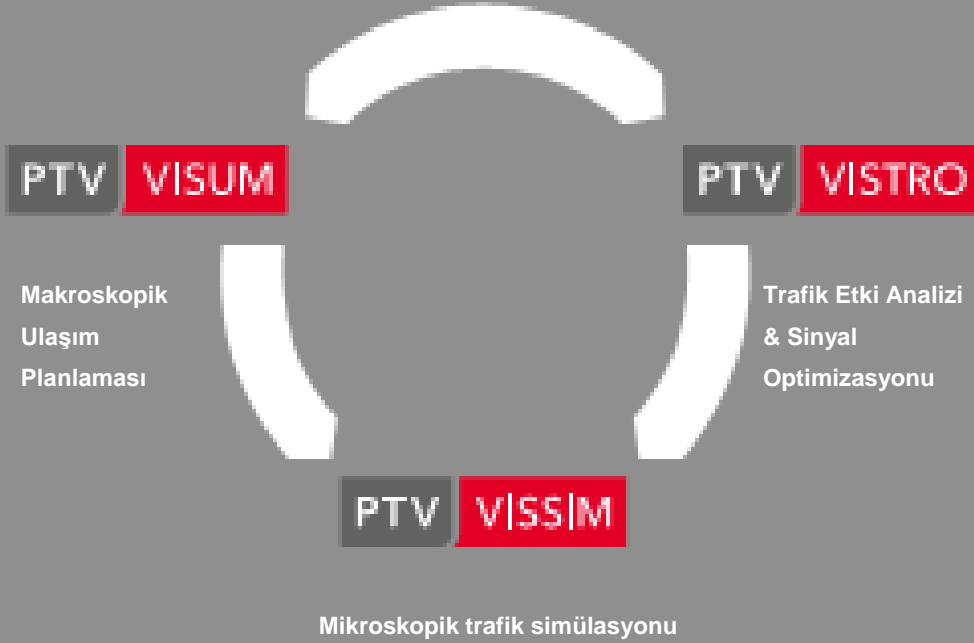 PTV VISUM
PTV VISTRO
Makroskopik
Ulaşım
Planlaması
Trafik Etki Analizi
& Sinyal
Optimizasyonu
PTV VISSIM
Mikroskopik trafik simülasyonu